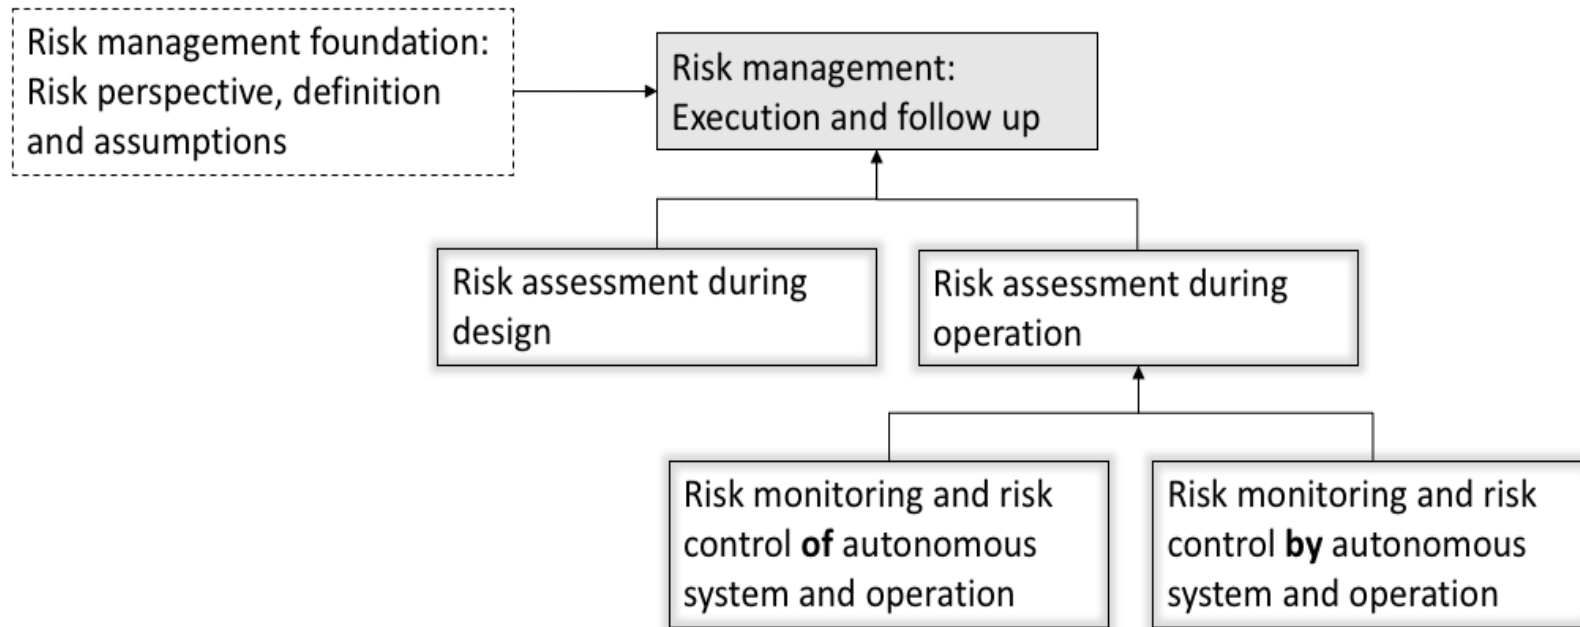 Risk management foundation:
Risk perspective, definition
and assumptions
Risk management:
Execution and follow up
Risk assessment during
design
Risk assessment during
operation
Risk monitoring and risk
control of autonomous
system and operation
Risk monitoring and risk
control by autonomous
system and operation